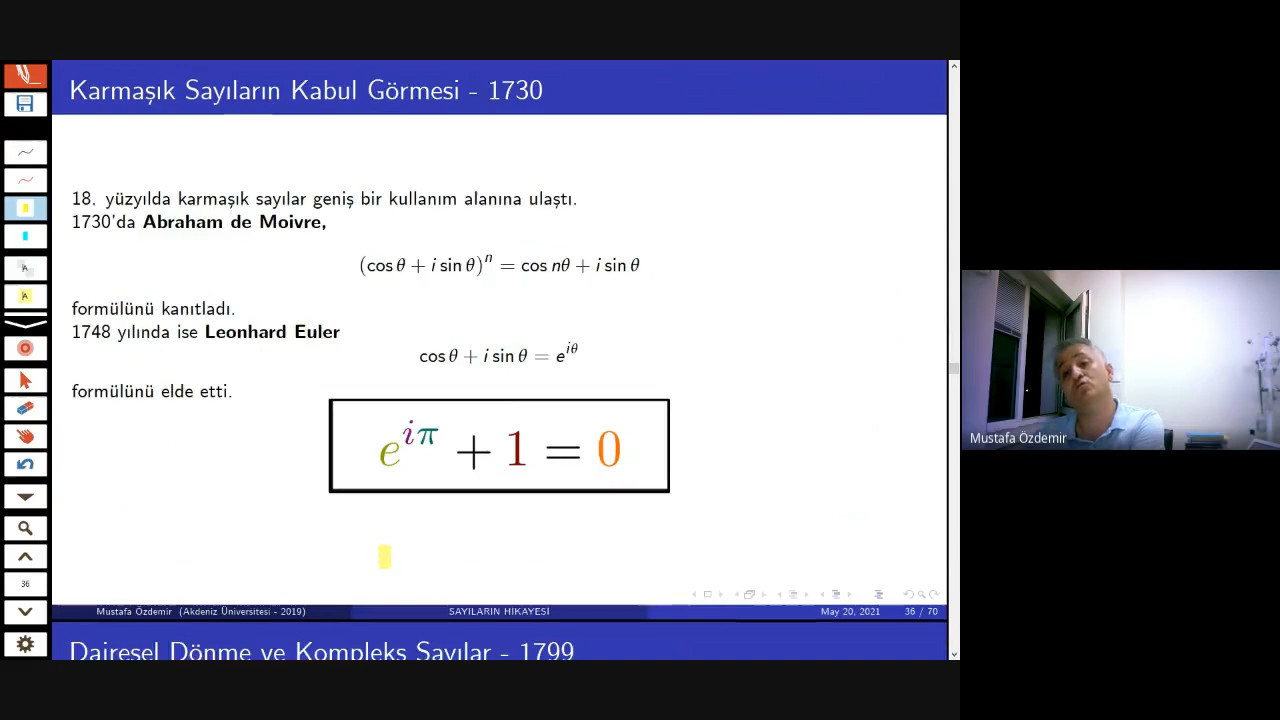 Karmaşık Sayıların Kabul Görmesi - 1730
18. yüzyılda karmaşık sayılar geniş bir kullanım alanına ulaştı.
1730'da Abraham de Moivre,
(cos θ + i sin θ)^n = cos nθ + i sin θ
formülünü kanıtladı.
1748 yılında ise Leonhard Euler
cos θ + i sin θ = e^{iθ}
formülünü elde etti.
e^{iπ} + 1 = 0
Mustafa Özdemir (Akdeniz Üniversitesi - 2019) SAYILARIN HIKAYESI May 20, 2021 36 / 70
Dairesel Dönme ve Kompleks Sayılar - 1799
A
A
36
Mustafa Özdemir